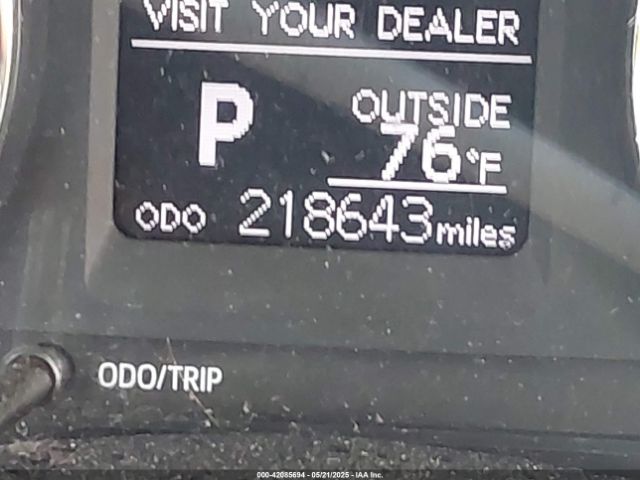 VISIT YOUR DEALER
P
OUTSIDE
76°F
ODO 218643 miles
ODO/TRIP
000-42085694 - 05/21/2025 - IAA Inc.